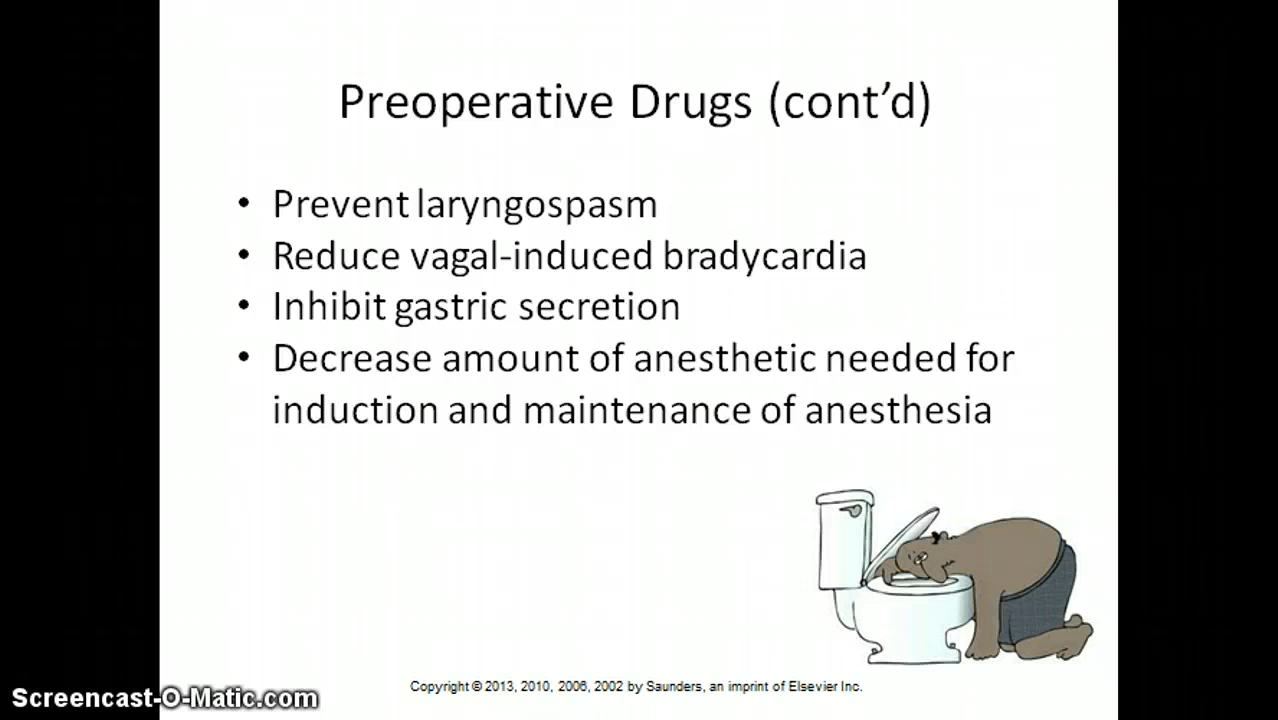 Preoperative Drugs (cont’d)
• Prevent laryngospasm
• Reduce vagal-induced bradycardia
• Inhibit gastric secretion
• Decrease amount of anesthetic needed for
induction and maintenance of anesthesia
Copyright © 2013, 2010, 2006, 2002 by Saunders, an imprint of Elsevier Inc.
Screencast-O-Matic.com